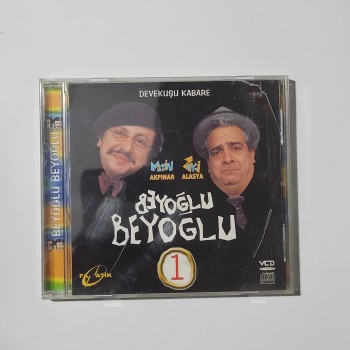 DEVEKUŞU KABARE
Metin Zeki
AKPINAR ALASYA
BEYOĞLU
BEYOĞLU
1
VCD
BEYOĞLU BEYOĞLU